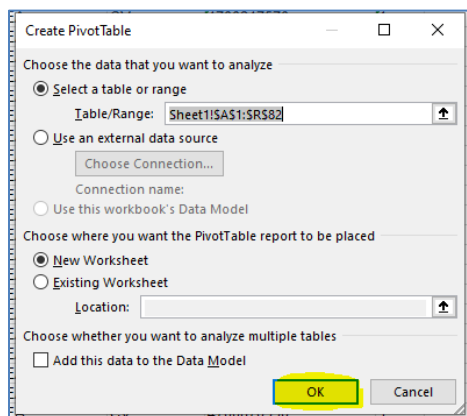 Create PivotTable
Choose the data that you want to analyze
Select a table or range
Table/Range: Sheet1!$A$1:$R$82
Use an external data source
Choose Connection...
Connection name:
Use this workbook's Data Model
Choose where you want the PivotTable report to be placed
New Worksheet
Existing Worksheet
Location:
Choose whether you want to analyze multiple tables
Add this data to the Data Model
OK Cancel